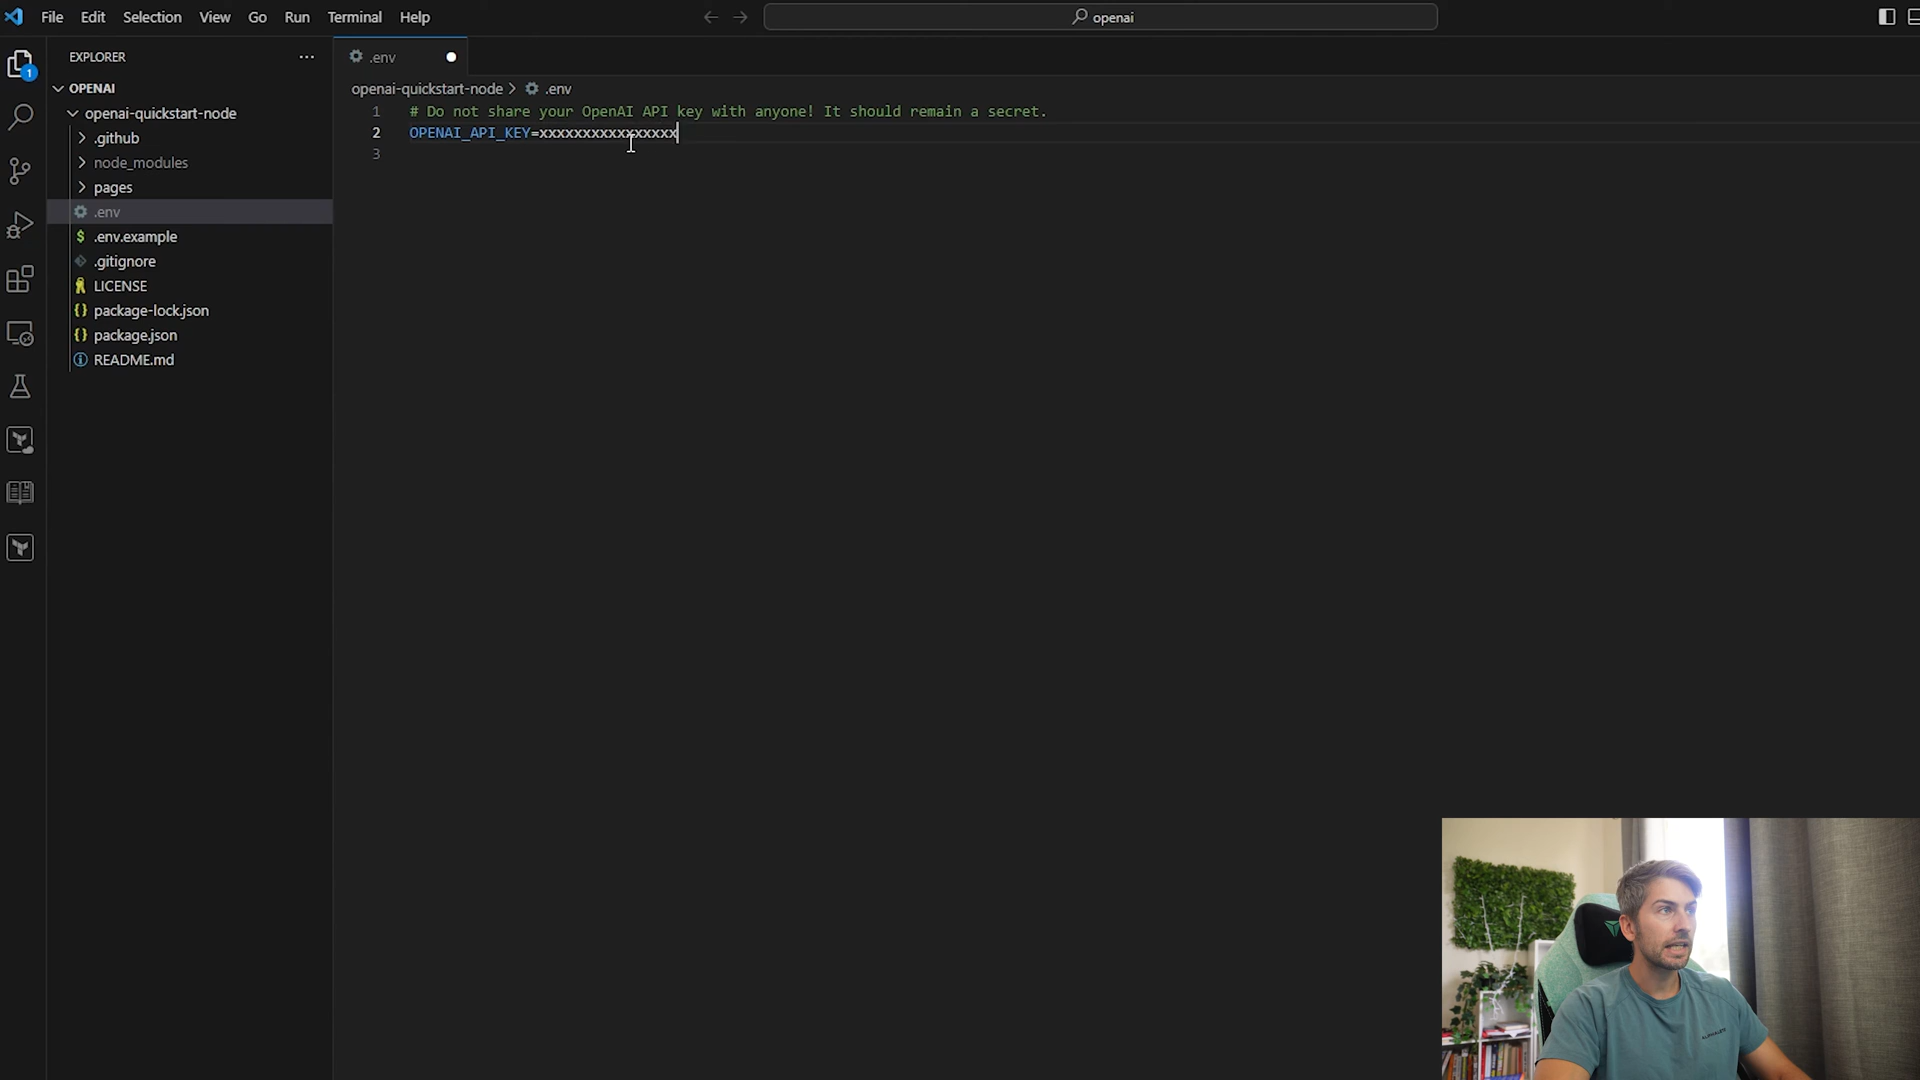 File Edit Selection View Go Run Terminal Help
openai
EXPLORER
.env
1
OPENAI
openai-quickstart-node > .env
openai-quickstart-node
1 # Do not share your OpenAI API key with anyone! It should remain a secret.
2 OPENAI_API_KEY=xxxxxxxxxxxxxxxx
3
.github
node_modules
pages
.env
$ .env.example
.gitignore
LICENSE
{} package-lock.json
{} package.json
README.md